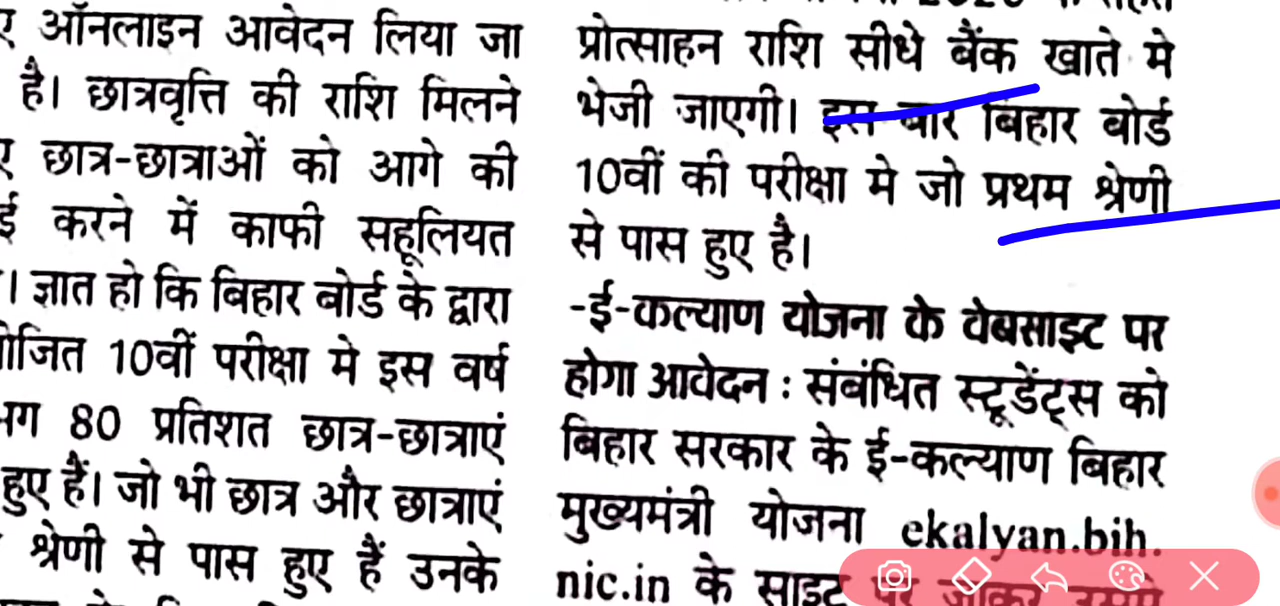 ऑनलाइन आवेदन लिया जा
है। छात्रवृत्ति की राशि मिलने
छात्र-छात्राओं को आगे की
करने में काफी सहूलियत
। ज्ञात हो कि बिहार बोर्ड के द्वारा
10वीं परीक्षा मे इस वर्ष
80 प्रतिशत छात्र-छात्राएं
हुए हैं। जो भी छात्र और छात्राएं
श्रेणी से पास हुए हैं उनके
प्रोत्साहन राशि सीधे बैंक खाते मे
भेजी जाएगी। इस बार बिहार बोर्ड
10वीं की परीक्षा मे जो प्रथम श्रेणी
से पास हुए है।
-ई-कल्याण योजना के वेबसाइट पर
होगा आवेदन : संबंधित स्टूडेंट्स को
बिहार सरकार के ई-कल्याण बिहार
मुख्यमंत्री योजना ekalyan.bih.
nic.in के साइट पर जाकर